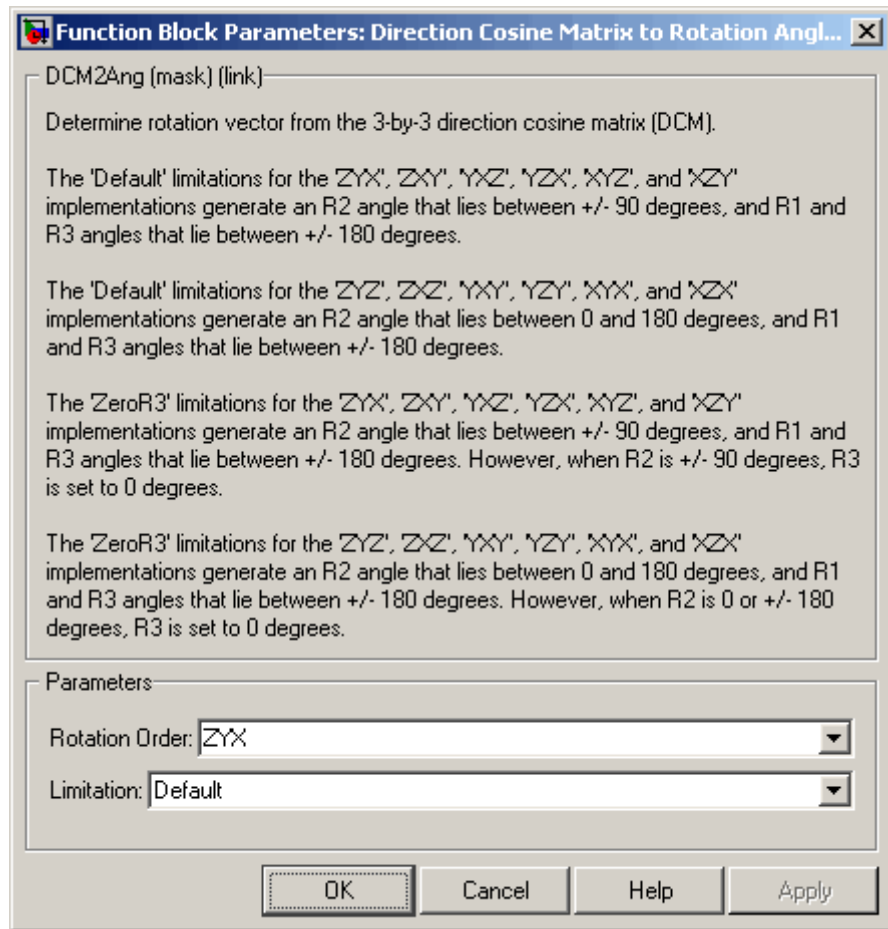 Function Block Parameters: Direction Cosine Matrix to Rotation Angl...
DCM2Ang (mask) (link)
Determine rotation vector from the 3-by-3 direction cosine matrix (DCM).
The 'Default' limitations for the 'ZYX', 'ZXY', 'YXZ', 'YZX', 'XYZ', and 'XZY'
implementations generate an R2 angle that lies between +/- 90 degrees, and R1 and
R3 angles that lie between +/- 180 degrees.
The 'Default' limitations for the 'ZYZ', 'ZXZ', 'YXY', 'YZY', 'XYX', and 'XZX'
implementations generate an R2 angle that lies between 0 and 180 degrees, and R1
and R3 angles that lie between +/- 180 degrees.
The 'ZeroR3' limitations for the 'ZYX', 'ZXY', 'YXZ', 'YZX', 'XYZ', and 'XZY'
implementations generate an R2 angle that lies between +/- 90 degrees, and R1 and
R3 angles that lie between +/- 180 degrees. However, when R2 is +/- 90 degrees, R3
is set to 0 degrees.
The 'ZeroR3' limitations for the 'ZYZ', 'ZXZ', 'YXY', 'YZY', 'XYX', and 'XZX'
implementations generate an R2 angle that lies between 0 and 180 degrees, and R1
and R3 angles that lie between +/- 180 degrees. However, when R2 is 0 or +/- 180
degrees, R3 is set to 0 degrees.
Parameters
Rotation Order: ZYX
Limitation: Default
OK Cancel Help Apply